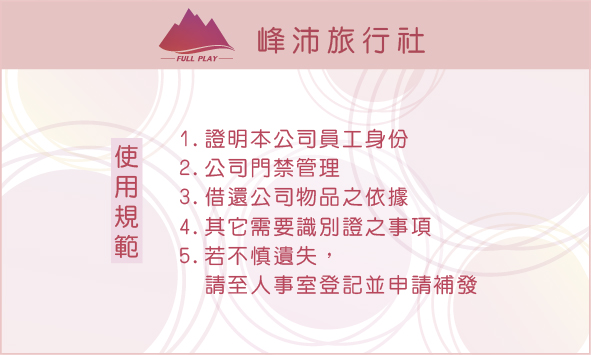 FULL PLAY
峰沛旅行社
使用規範
1.證明本公司員工身份
2.公司門禁管理
3.借還公司物品之依據
4.其它需要識別證之事項
5.若不慎遺失，
請至人事室登記並申請補發